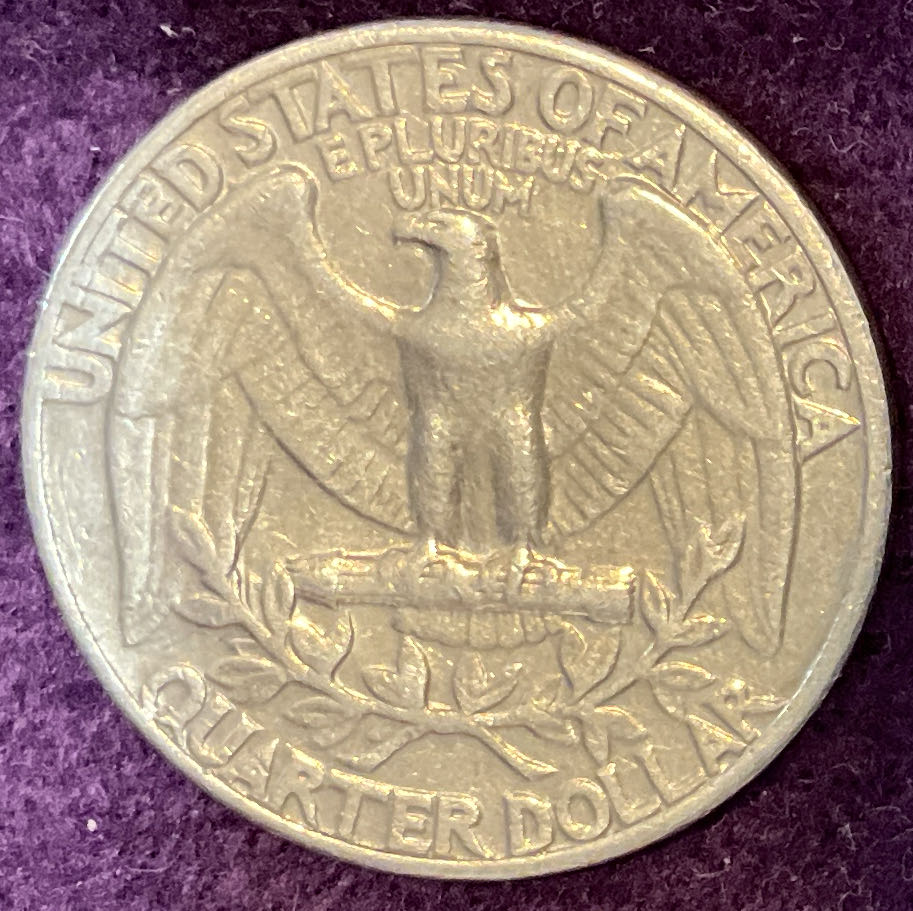 UNITED STATES OF AMERICA
E PLURIBUS
UNUM
QUARTER DOLLAR